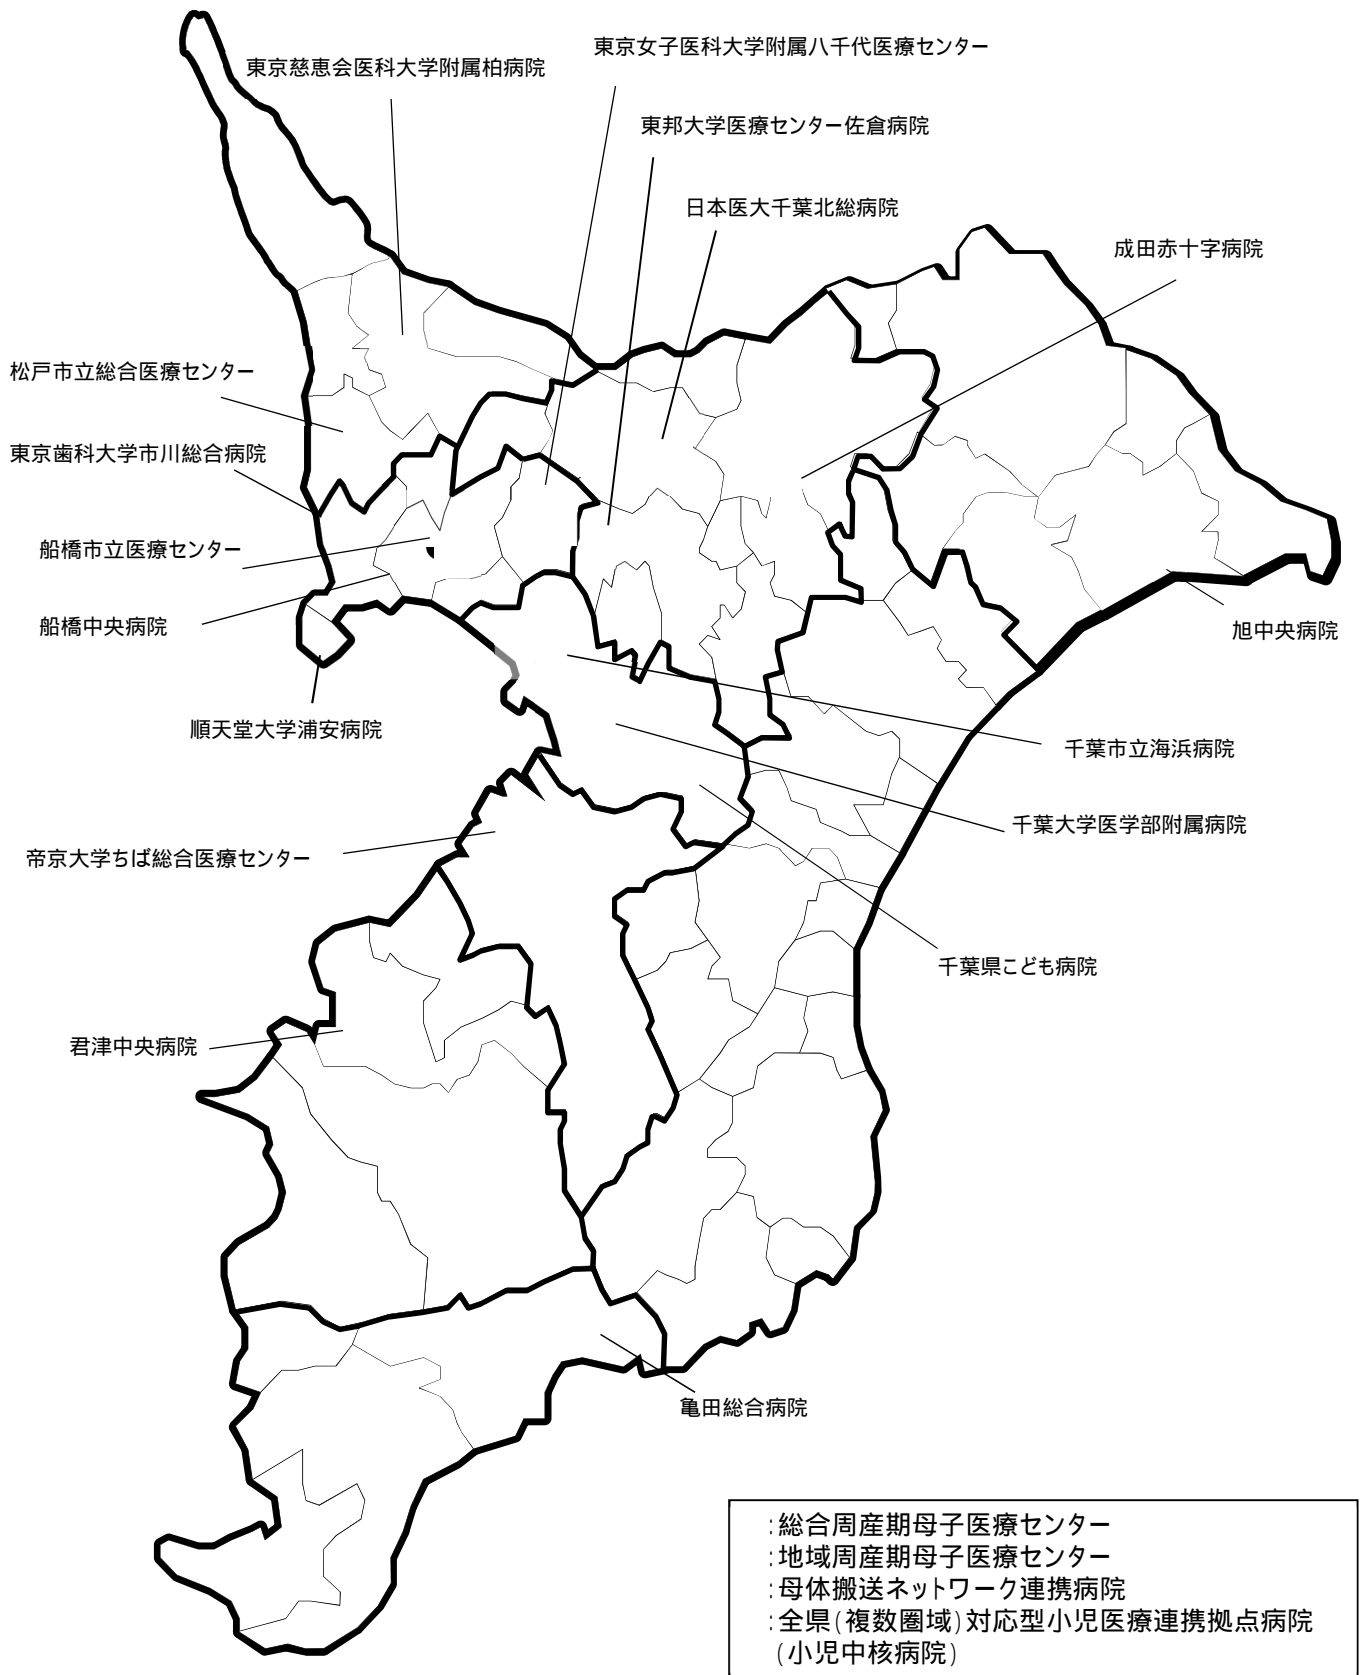 東京女子医科大学附属八千代医療センター
東京慈恵会医科大学附属柏病院
東邦大学医療センター佐倉病院
日本医大千葉北総病院
成田赤十字病院
松戸市立総合医療センター
東京歯科大学市川総合病院
船橋市立医療センター
船橋中央病院
旭中央病院
順天堂大学浦安病院
千葉市立海浜病院
千葉大学医学部附属病院
帝京大学ちば総合医療センター
千葉県こども病院
君津中央病院
亀田総合病院
:総合周産期母子医療センター
:地域周産期母子医療センター
:母体搬送ネットワーク連携病院
:全県(複数圏域)対応型小児医療連携拠点病院
(小児中核病院)